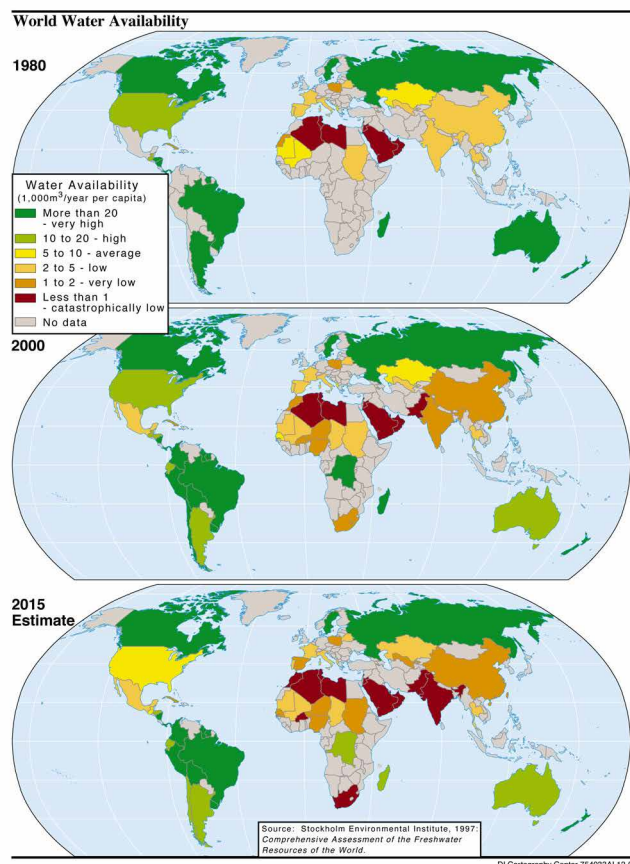 World Water Availability
1980
Water Availability
(1,000m³/year per capita)
More than 20
- very high
10 to 20 - high
5 to 10 - average
2 to 5 - low
1 to 2 - very low
Less than 1
- catastrophically low
No data
2000
2015
Estimate
Source: Stockholm Environmental Institute, 1997:
Comprehensive Assessment of the Freshwater
Resources of the World.